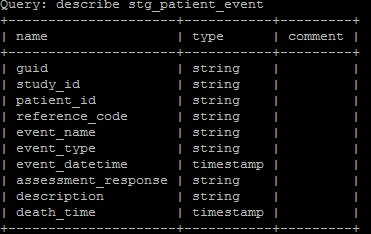 Query: describe stg_patient_event
+---------------------+-----------+---------+
| name                | type      | comment |
+---------------------+-----------+---------+
| guid                | string    |         |
| study_id            | string    |         |
| patient_id          | string    |         |
| reference_code      | string    |         |
| event_name          | string    |         |
| event_type          | string    |         |
| event_datetime      | timestamp |         |
| assessment_response | string    |         |
| description         | string    |         |
| death_time          | timestamp |         |
+---------------------+-----------+---------+